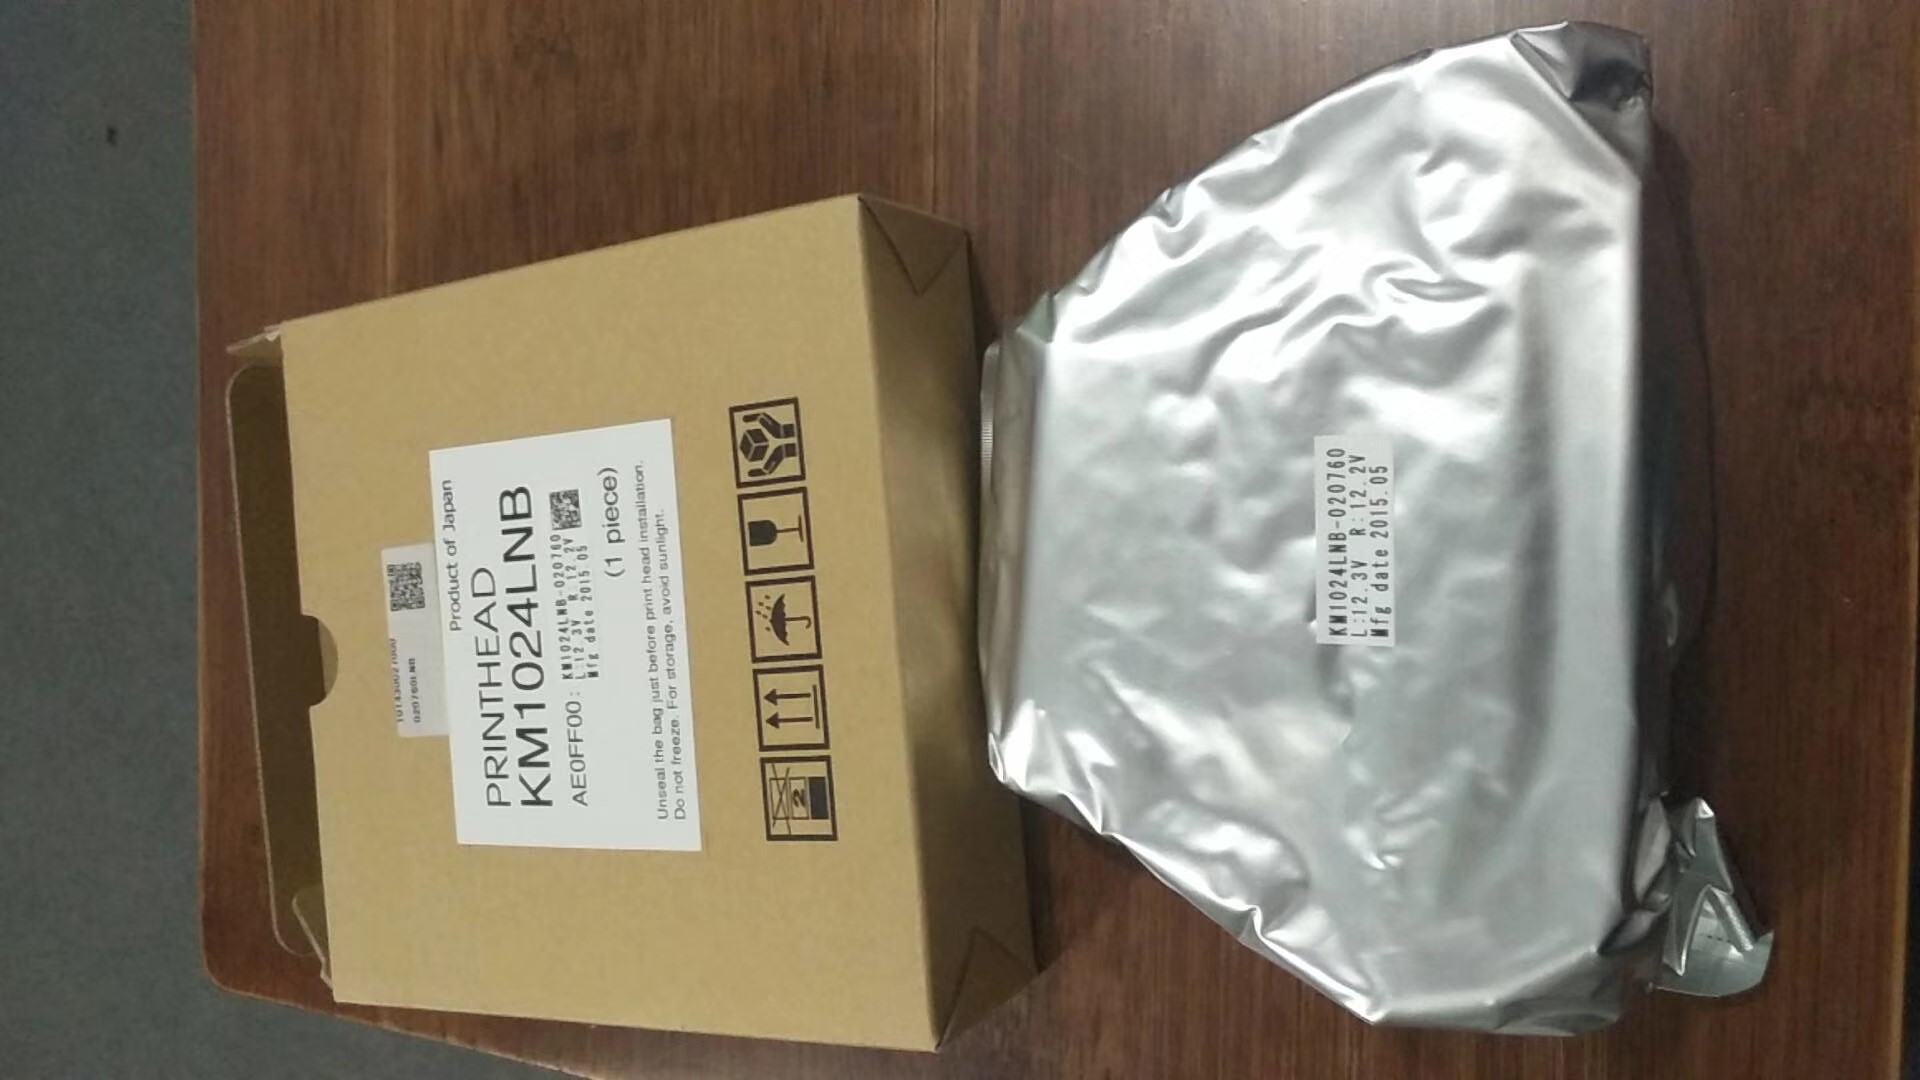 020760LNB
Product of Japan
PRINTHEAD
KM1024LNB
AE0FF00: KM1024LNB-020760
L:12.3V R:12.2V
Mfg date 2015.05
(1 piece)
Unseal the bag just before print head installation.
Do not freeze. For storage, avoid sunlight.
2
KM1024LNB-020760
L:12.3V R:12.2V
Mfg date 2015.05